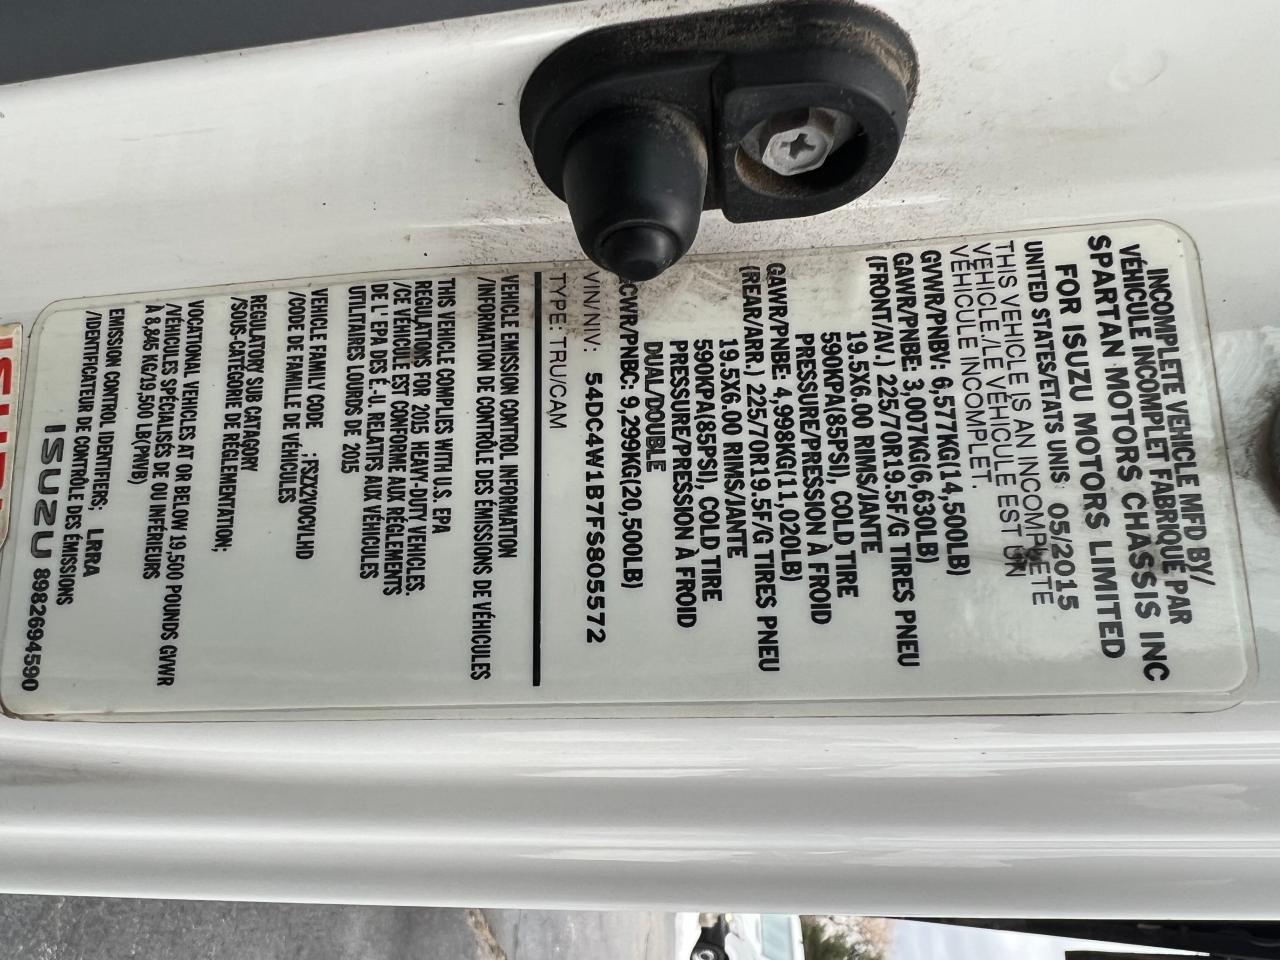 INCOMPLETE VEHICLE MFD BY/
VÉHICULE INCOMPLET FABRIQUÉ PAR
SPARTAN MOTORS CHASSIS INC
FOR ISUZU MOTORS LIMITED
UNITED STATES/ÉTATS UNIS 05/2015
THIS VEHICLE IS AN INCOMPLETE
VEHICLE/LE VÉHICULE EST UN
VÉHICULE INCOMPLET.
GVWR/PNBV: 6,577KG(14,500LB)
GAWR/PNBE: 3,007KG(6,630LB)
(FRONT/AV.) 225/70R19.5F/G TIRES PNEU
19.5X6.00 RIMS/JANTE
590KPA(85PSI), COLD TIRE
PRESSURE/PRESSION À FROID
GAWR/PNBE: 4,998KG(11,020LB)
(REAR/ARR.) 225/70R19.5F/G TIRES PNEU
19.5X6.00 RIMS/JANTE
590KPA(85PSI), COLD TIRE
PRESSURE/PRESSION À FROID
DUAL/DOUBLE
GCWR/PNBC: 9,299KG(20,500LB)
VIN/NIV: 54DC4W1B7FS805572
TYPE: TRU/CAM
VEHICLE EMISSION CONTROL INFORMATION
/INFORMATION DE CONTRÔLE DES ÉMISSIONS DE VÉHICULES
THIS VEHICLE COMPLIES WITH U.S. EPA
REGULATIONS FOR 2015 HEAVY-DUTY VEHICLES.
/CE VÉHICULE EST CONFORME AUX RÈGLEMENTS
DE L' EPA DES É.-U. RELATIFS AUX VÉHICULES
UTILITAIRES LOURDS DE 2015
VEHICLE FAMILY CODE ; FSZX2VOCVLHD
/CODE DE FAMILLE DE VÉHICULES
REGULATORY SUB CATAGORY
/SOUS-CATÉGORIE DE RÉGLEMENTATION;
VOCATIONAL VEHICLES AT OR BELOW 19,500 POUNDS GVWR
/VÉHICULES SPÉCIALISÉS DE OU INFÉRIEURS
À 8,845 KG/19,500 LB(PNVB)
EMISSION CONTROL IDENTIFIERS; LRRA
/IDENTIFICATEUR DE CONTRÔLE DES ÉMISSIONS
ISUZU 8982694590